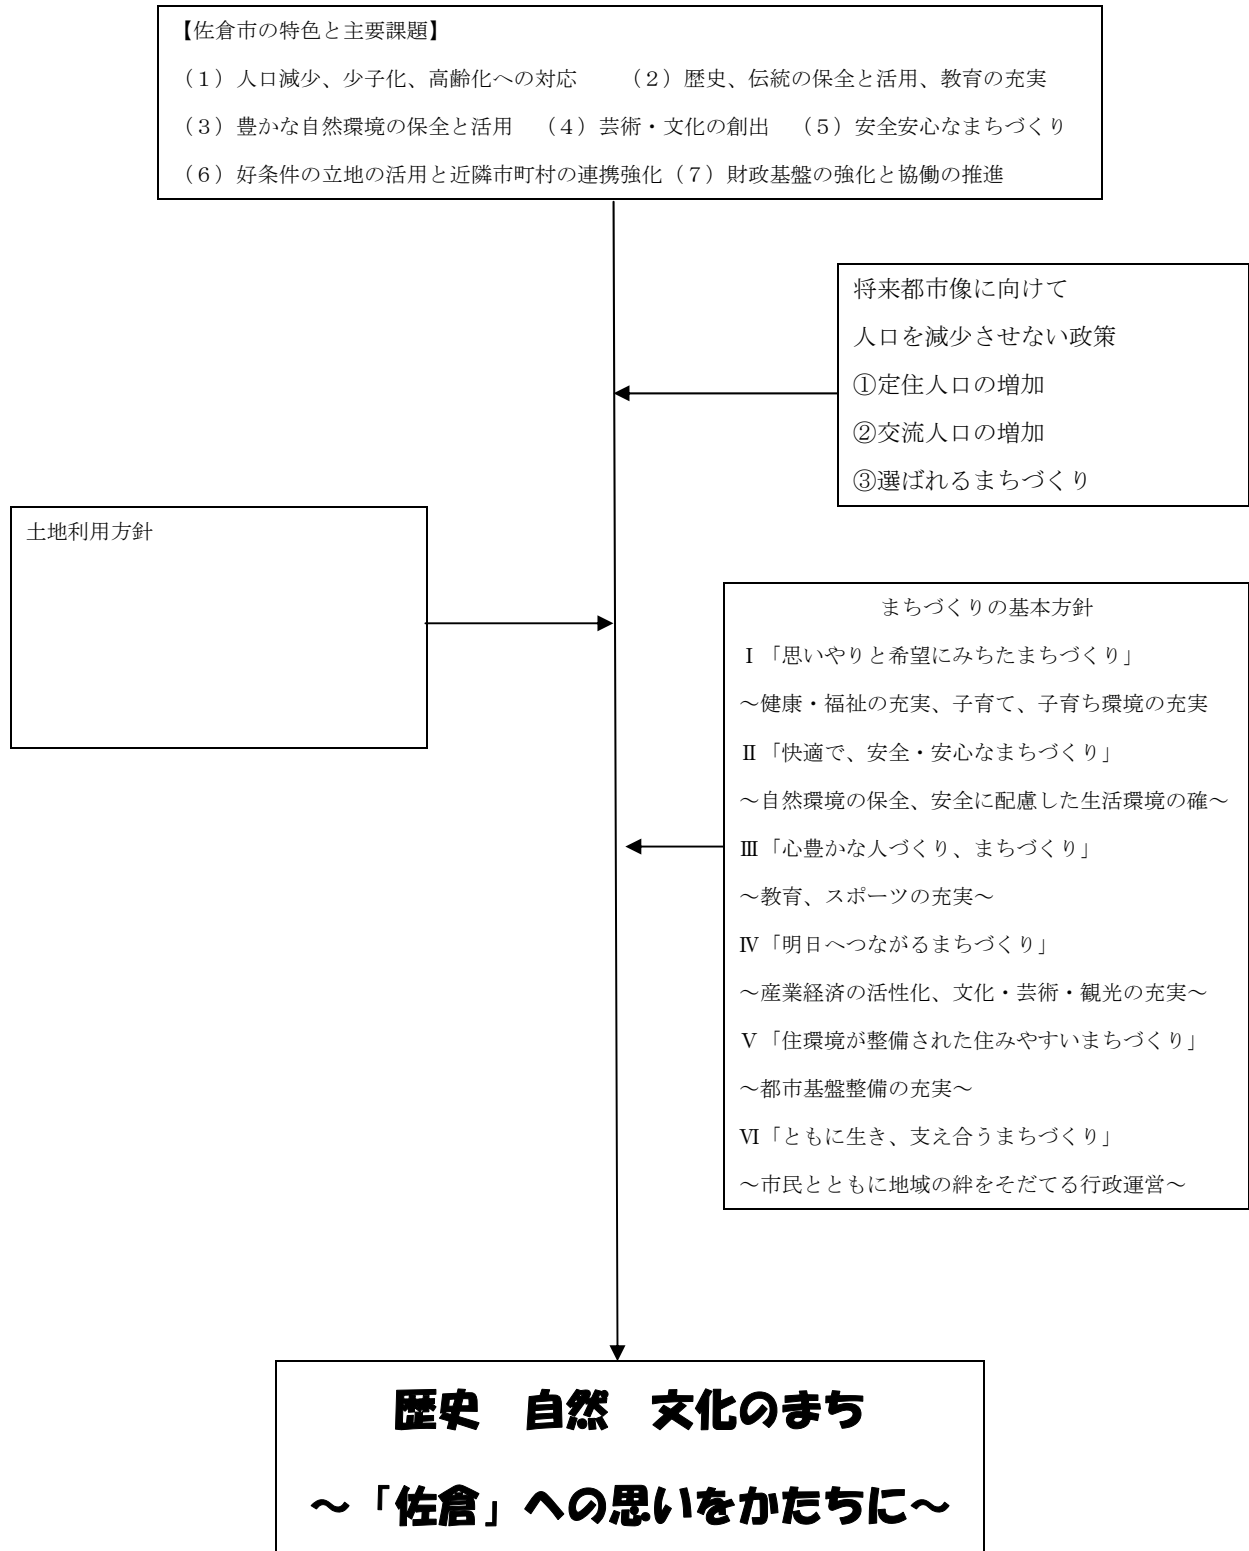 【佐倉市の特色と主要課題】
（１）人口減少、少子化、高齢化への対応　　（２）歴史、伝統の保全と活用、教育の充実
（３）豊かな自然環境の保全と活用　（４）芸術・文化の創出　（５）安全安心なまちづくり
（６）好条件の立地の活用と近隣市町村の連携強化（７）財政基盤の強化と協働の推進
将来都市像に向けて
人口を減少させない政策
①定住人口の増加
②交流人口の増加
③選ばれるまちづくり
土地利用方針
まちづくりの基本方針
Ⅰ「思いやりと希望にみちたまちづくり」
～健康・福祉の充実、子育て、子育ち環境の充実
Ⅱ「快適で、安全・安心なまちづくり」
～自然環境の保全、安全に配慮した生活環境の確～
Ⅲ「心豊かな人づくり、まちづくり」
～教育、スポーツの充実～
Ⅳ「明日へつながるまちづくり」
～産業経済の活性化、文化・芸術・観光の充実～
Ⅴ「住環境が整備された住みやすいまちづくり」
～都市基盤整備の充実～
Ⅵ「ともに生き、支え合うまちづくり」
～市民とともに地域の絆をそだてる行政運営～
歴史　自然　文化のまち
～「佐倉」への思いをかたちに～